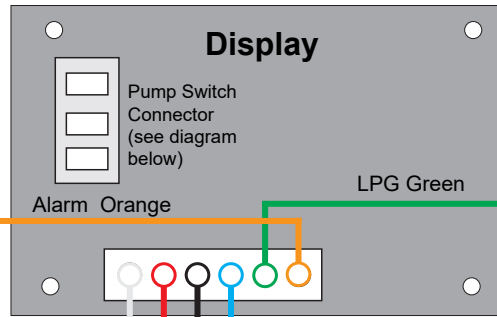 Display
Pump Switch
Connector
(see diagram
below)
LPG Green
Alarm  Orange